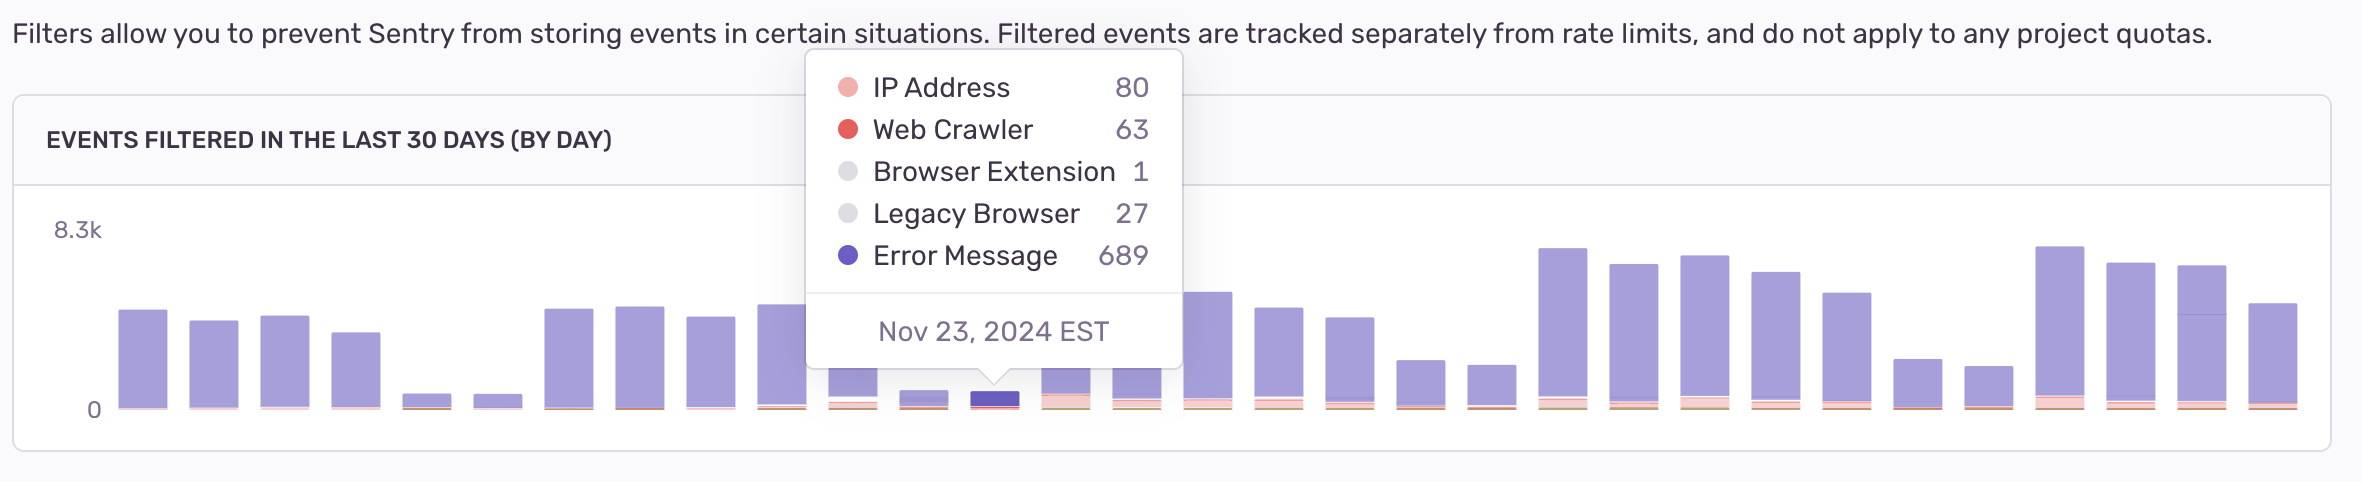 Filters allow you to prevent Sentry from storing events in certain situations. Filtered events are tracked separately from rate limits, and do not apply to any project quotas.
EVENTS FILTERED IN THE LAST 30 DAYS (BY DAY)
IP Address 80
Web Crawler 63
Browser Extension 1
Legacy Browser 27
Error Message 689
Nov 23, 2024 EST
8.3k
0